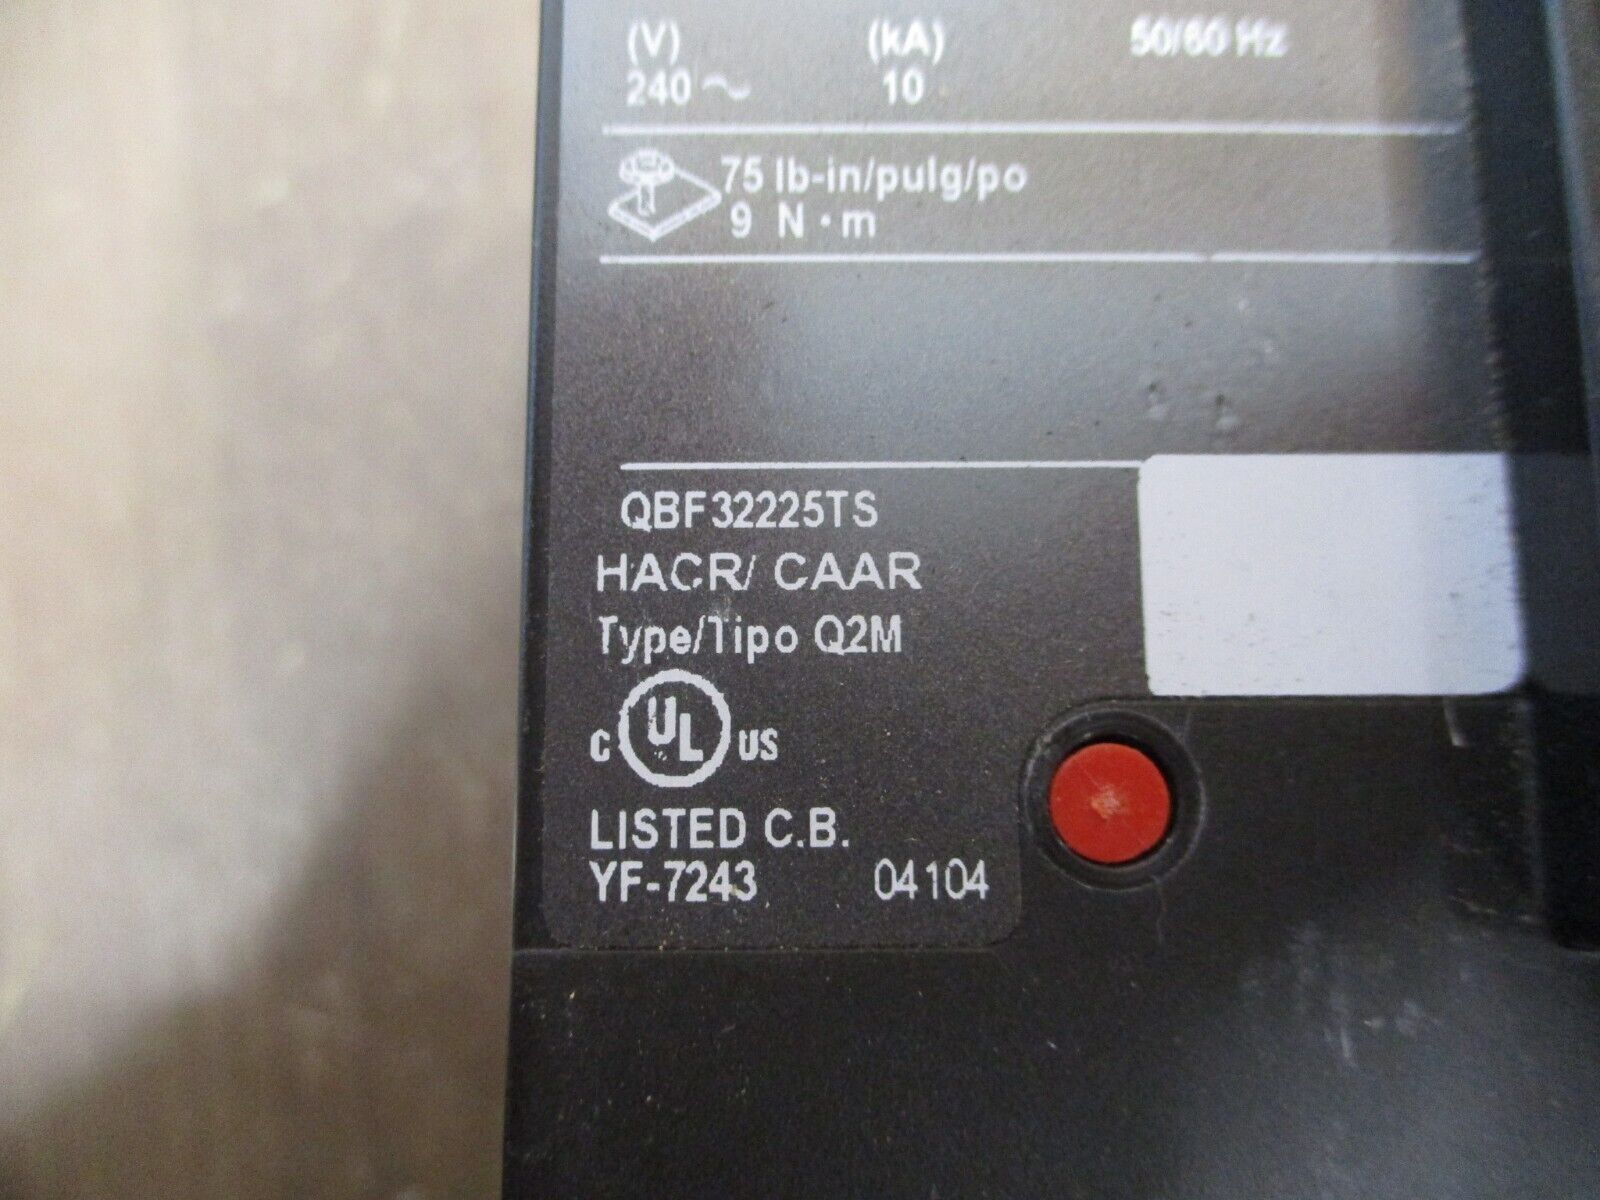 (V) (kA) 50/60 Hz
240 ~ 10
75 lb-in/pulg/po
9 N · m
QBF32225TS
HACR/ CAAR
Type/Tipo Q2M
C UL US
LISTED C.B.
YF-7243 04104